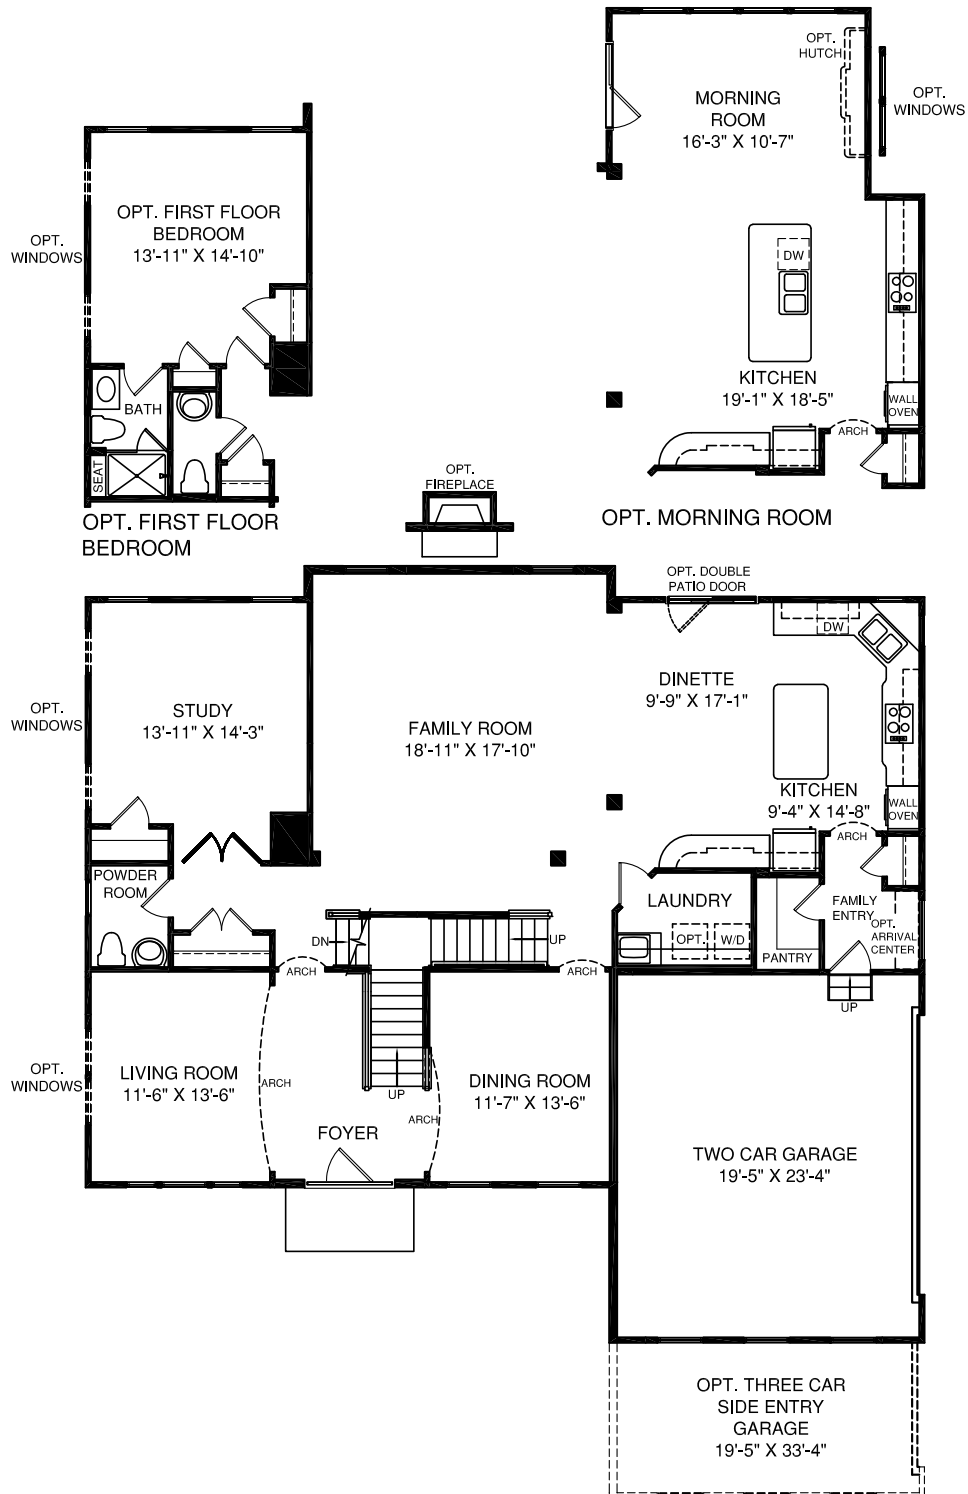 OPT.
HUTCH
OPT.
WINDOWS
MORNING
ROOM
16'-3" X 10'-7"
OPT. FIRST FLOOR
BEDROOM
13'-11" X 14'-10"
OPT.
WINDOWS
DW
KITCHEN
19'-1" X 18'-5"
WALL
OVEN
ARCH
BATH
SEAT
OPT. FIRST FLOOR
BEDROOM
OPT.
FIREPLACE
OPT. MORNING ROOM
OPT. DOUBLE
PATIO DOOR
DW
DINETTE
9'-9" X 17'-1"
OPT.
WINDOWS
STUDY
13'-11" X 14'-3"
FAMILY ROOM
18'-11" X 17'-10"
KITCHEN
9'-4" X 14'-8"
WALL
OVEN
ARCH
POWDER
ROOM
LAUNDRY
FAMILY
ENTRY
OPT.
ARRIVAL
CENTER
DN
UP
OPT.
W/D
PANTRY
ARCH
ARCH
UP
OPT.
WINDOWS
LIVING ROOM
11'-6" X 13'-6"
ARCH
UP
DINING ROOM
11'-7" X 13'-6"
ARCH
FOYER
TWO CAR GARAGE
19'-5" X 23'-4"
OPT. THREE CAR
SIDE ENTRY
GARAGE
19'-5" X 33'-4"